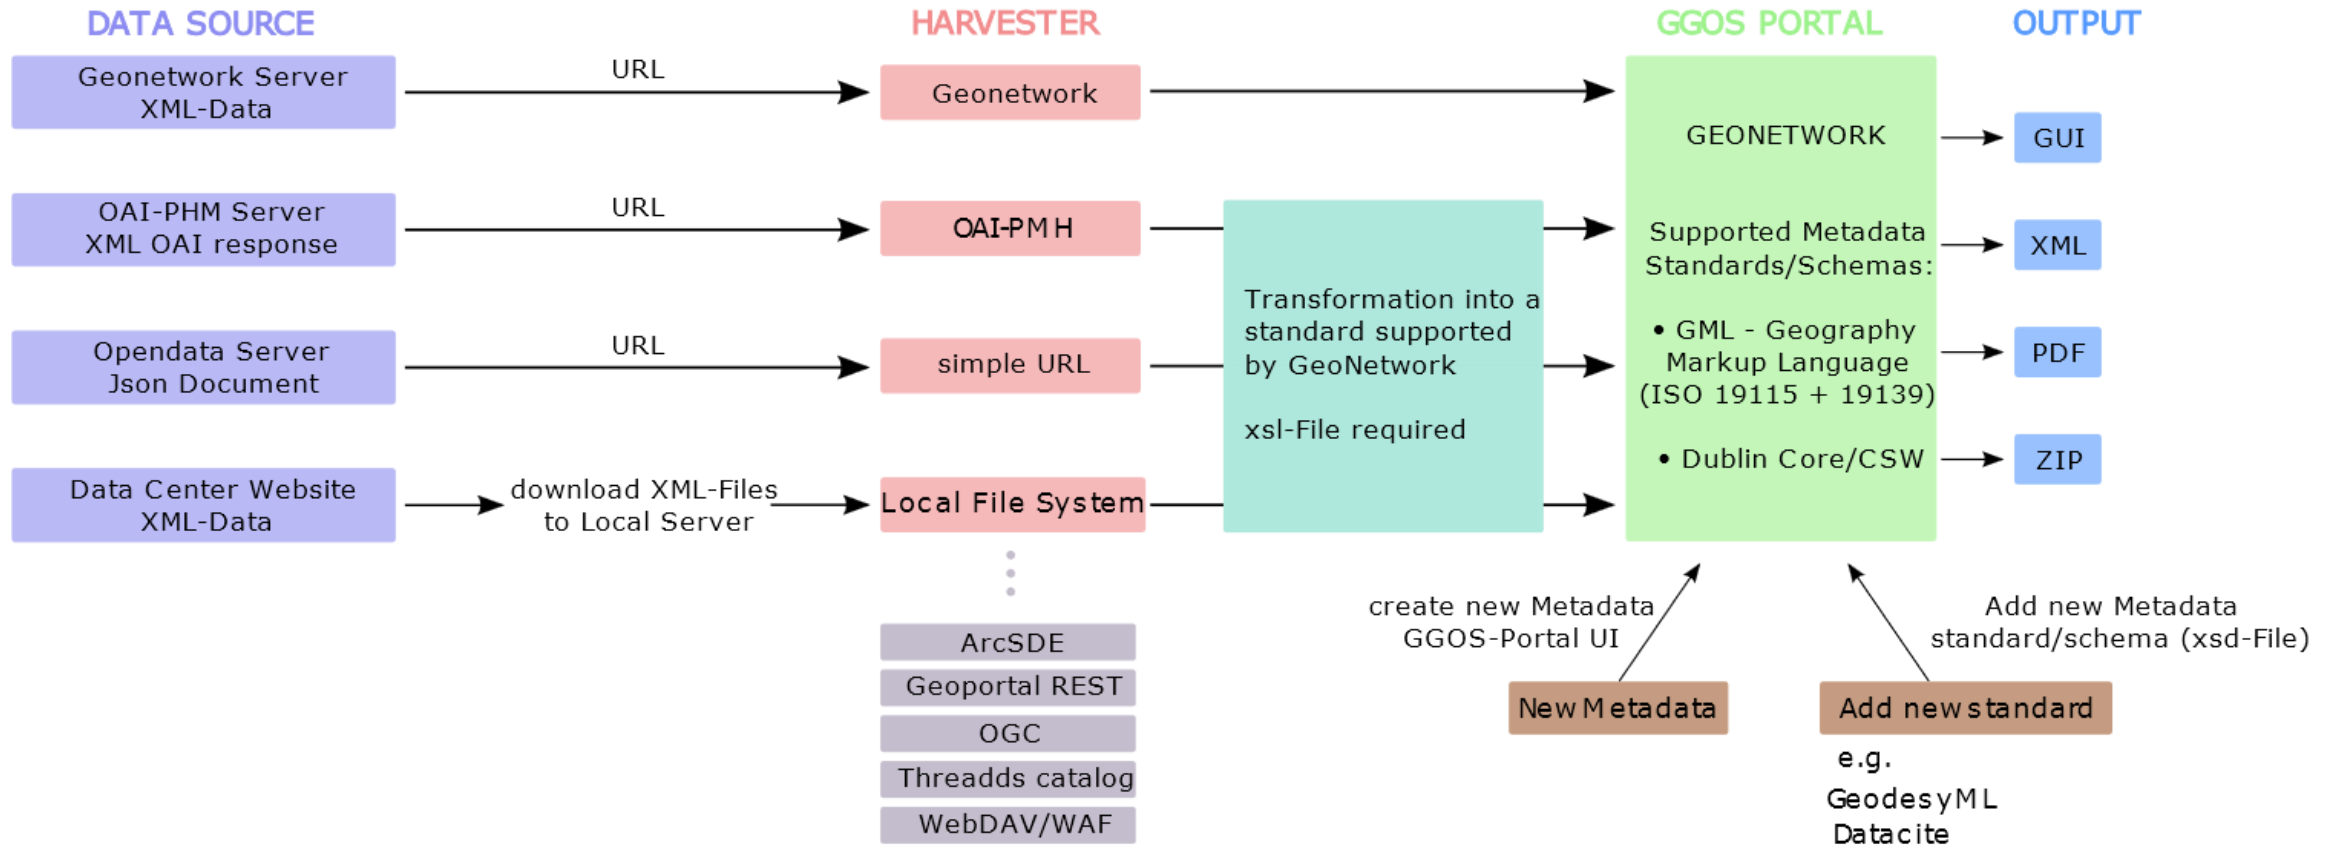 DATA SOURCE
HARVESTER
GGOS PORTAL
OUTPUT
Geonetwork Server
XML-Data
URL
Geonetwork
OAI-PHM Server
XML OAI response
URL
OAI-PMH
Opendata Server
Json Document
URL
simple URL
Data Center Website
XML-Data
download XML-Files
to Local Server
Local File System
ArcSDE
Geoportal REST
OGC
Threadds catalog
WebDAV/WAF
Transformation into a
standard supported
by GeoNetwork
xsl-File required
GEONETWORK
Supported Metadata
Standards/Schemas:
• GML - Geography
Markup Language
(ISO 19115 + 19139)
• Dublin Core/CSW
GUI
XML
PDF
ZIP
create new Metadata
GGOS-Portal UI
New Metadata
Add new Metadata
standard/schema (xsd-File)
Add new standard
e.g.
GeodesyML
Datacite